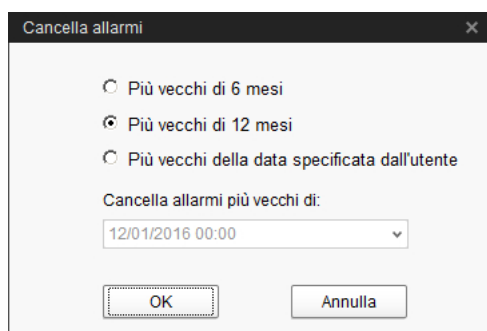 Cancella allarmi
Più vecchi di 6 mesi
Più vecchi di 12 mesi
Più vecchi della data specificata dall'utente
Cancella allarmi più vecchi di:
12/01/2016 00:00
OK Annulla